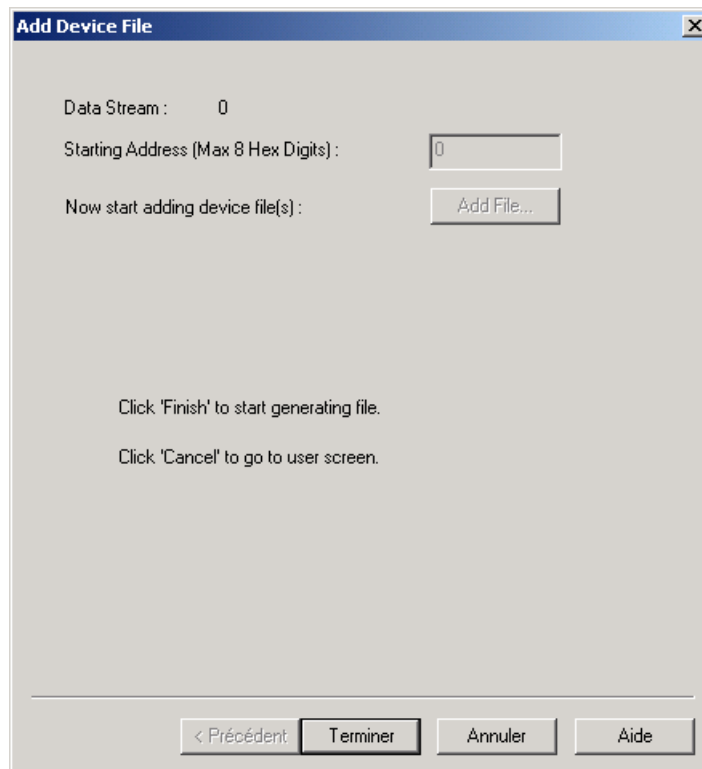 Add Device File
Data Stream : 0
Starting Address (Max 8 Hex Digits) : 0
Now start adding device file(s) : Add File...
Click 'Finish' to start generating file.
Click 'Cancel' to go to user screen.
< Précédent Terminer Annuler Aide